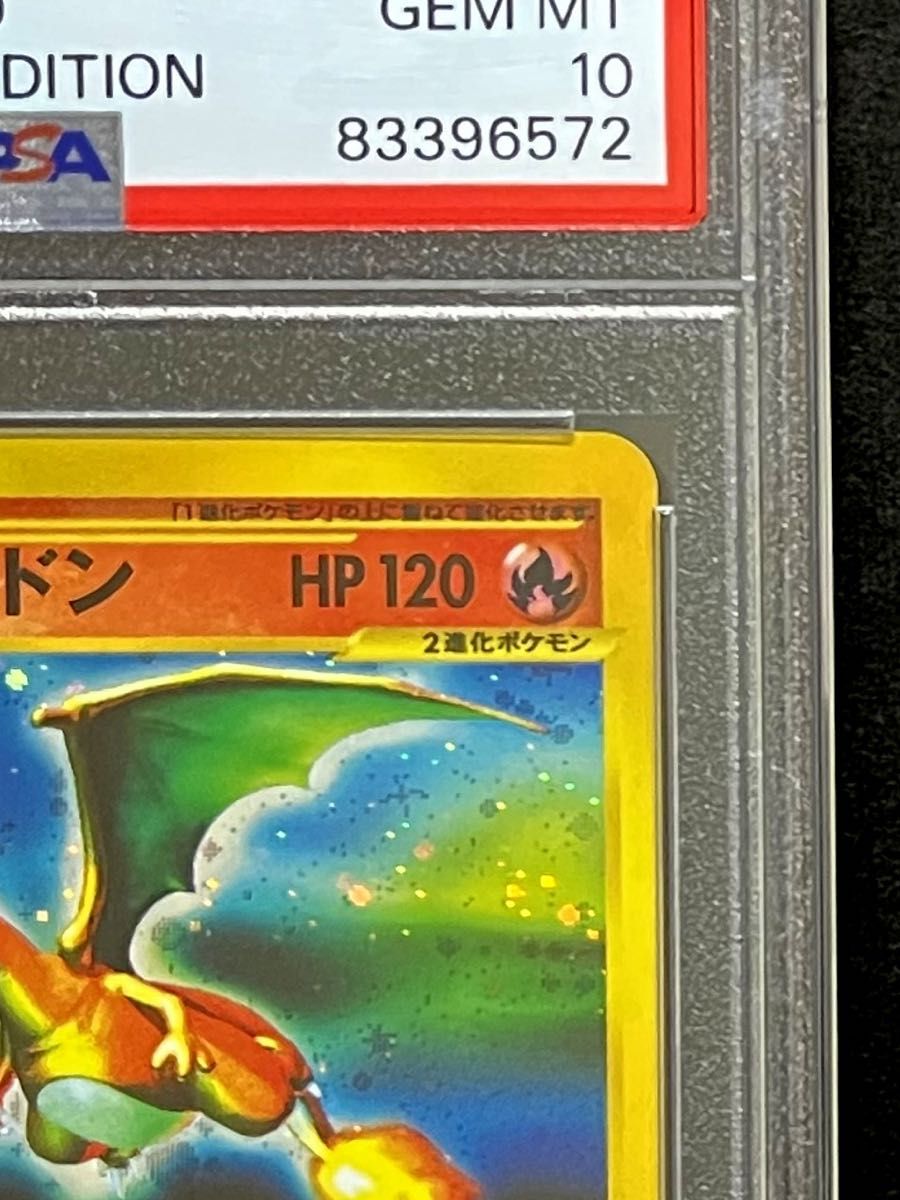 GEM MT
DITION 10
PSA 83396572
「1進化ポケモン」の上に重ねて進化させます。
ドン HP 120
2進化ポケモン